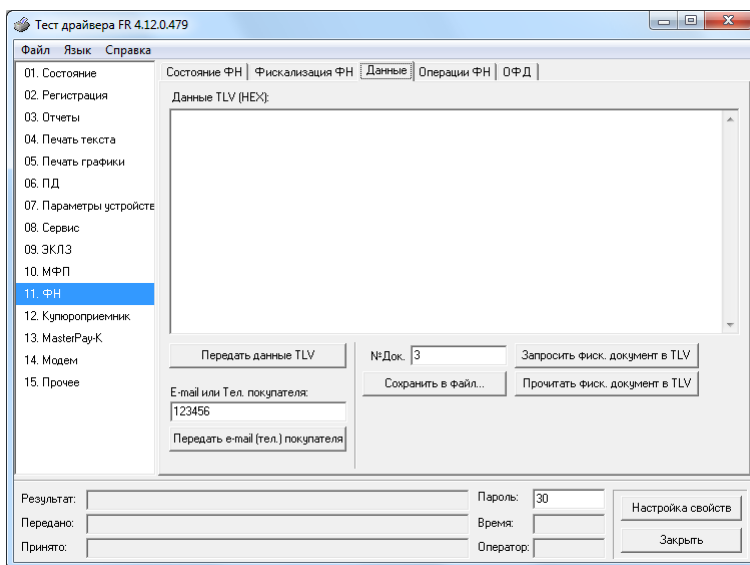 Тест драйвера FR 4.12.0.479
Файл Язык Справка
01. Состояние
02. Регистрация
03. Отчеты
04. Печать текста
05. Печать графики
06. ПД
07. Параметры устройств
08. Сервис
09. ЭКЛЗ
10. МФП
11. ФН
12. Купюроприемник
13. MasterPay-K
14. Модем
15. Прочее
Состояние ФН Фискализация ФН Данные Операции ФН ОФД
Данные TLV (HEX):
Передать данные TLV
E-mail или Тел. покупателя:
123456
Передать e-mail (тел.) покупателя
№Док. 3
Запросить фиск. документ в TLV
Сохранить в файл...
Прочитать фиск. документ в TLV
Результат:
Передано:
Принято:
Пароль: 30
Время:
Оператор:
Настройка свойств
Закрыть